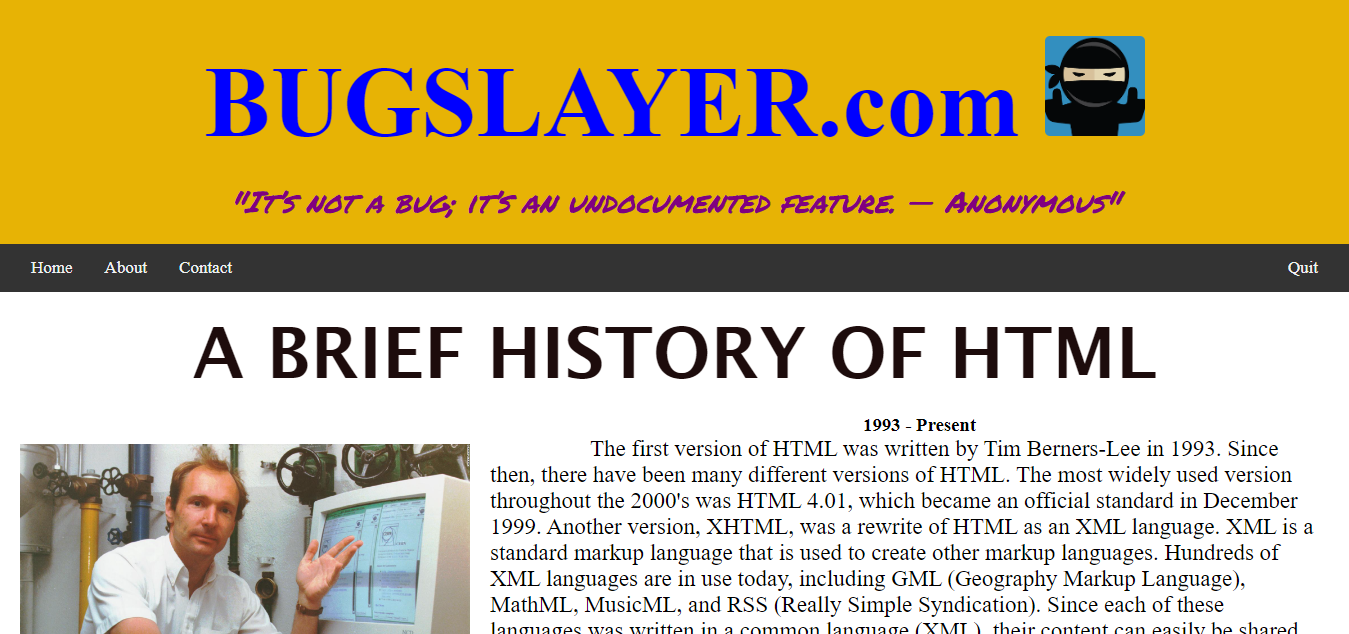 BUGSLAYER.com
"It's not a bug; it's an undocumented feature. — Anonymous"
Home About Contact Quit
A BRIEF HISTORY OF HTML
1993 - Present
The first version of HTML was written by Tim Berners-Lee in 1993. Since
then, there have been many different versions of HTML. The most widely used version
throughout the 2000's was HTML 4.01, which became an official standard in December
1999. Another version, XHTML, was a rewrite of HTML as an XML language. XML is a
standard markup language that is used to create other markup languages. Hundreds of
XML languages are in use today, including GML (Geography Markup Language),
MathML, MusicML, and RSS (Really Simple Syndication). Since each of these
languages was written in a common language (XML), their content can easily be shared